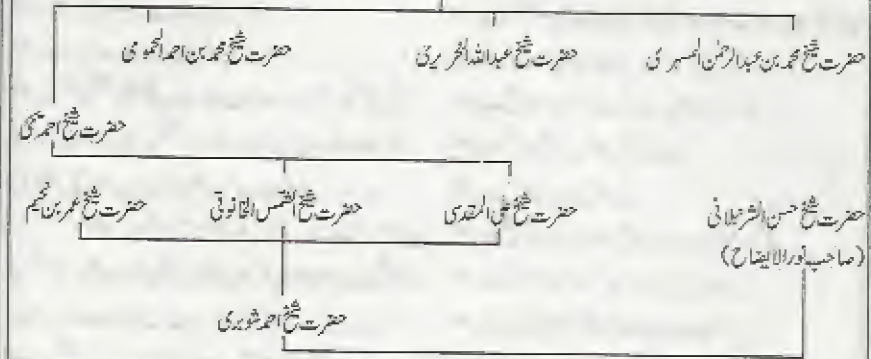 حضرت شیخ محمد بن عبدالرحمٰن المسیری حضرت شیخ عبداللہ النحریری حضرت شیخ محمد بن احمد الحموی
حضرت شیخ احمد
حضرت شیخ حسن الشرنبلالی حضرت شیخ علی المقدسی حضرت شیخ الشمس الحانوتی حضرت شیخ عمر بن نجیم
(صاحب نورالایضاح)
حضرت شیخ احمد شوبری